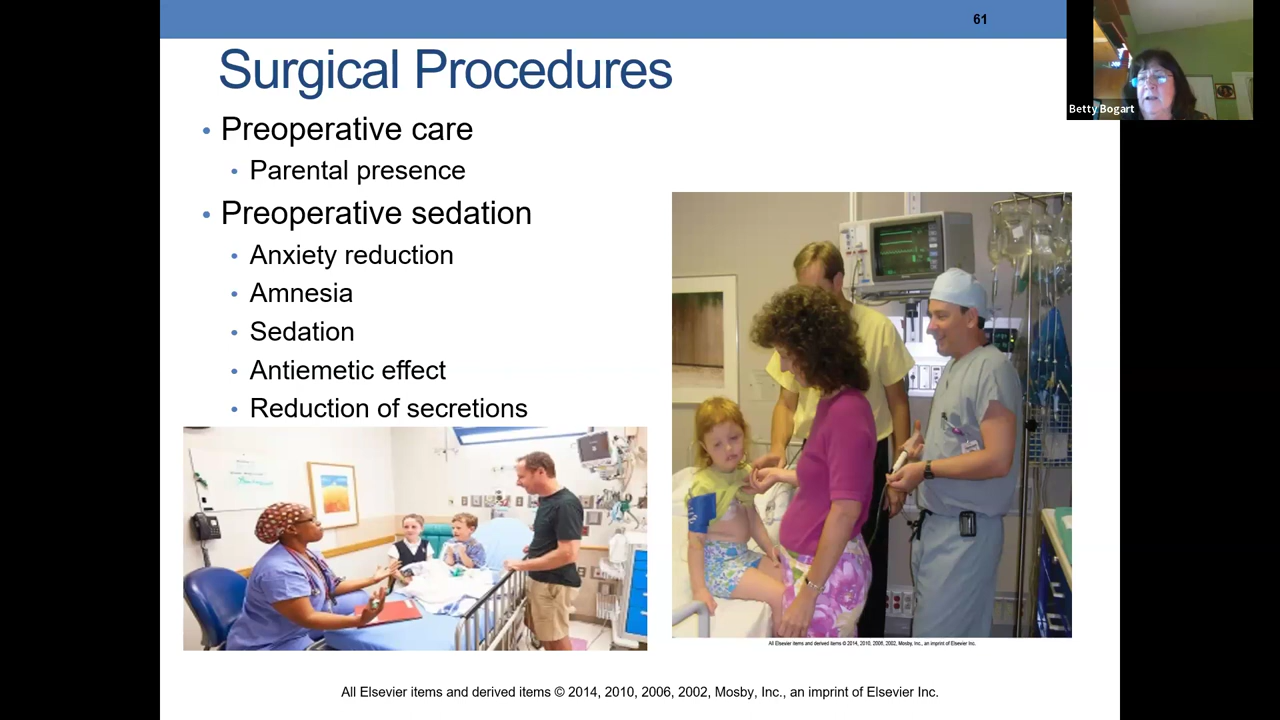 61
Betty Bogart
Surgical Procedures
• Preoperative care
• Parental presence
• Preoperative sedation
• Anxiety reduction
• Amnesia
• Sedation
• Antiemetic effect
• Reduction of secretions
All Elsevier items and derived items © 2014, 2010, 2006, 2002, Mosby, Inc., an imprint of Elsevier Inc.
All Elsevier items and derived items © 2014, 2010, 2006, 2002, Mosby, Inc., an imprint of Elsevier Inc.